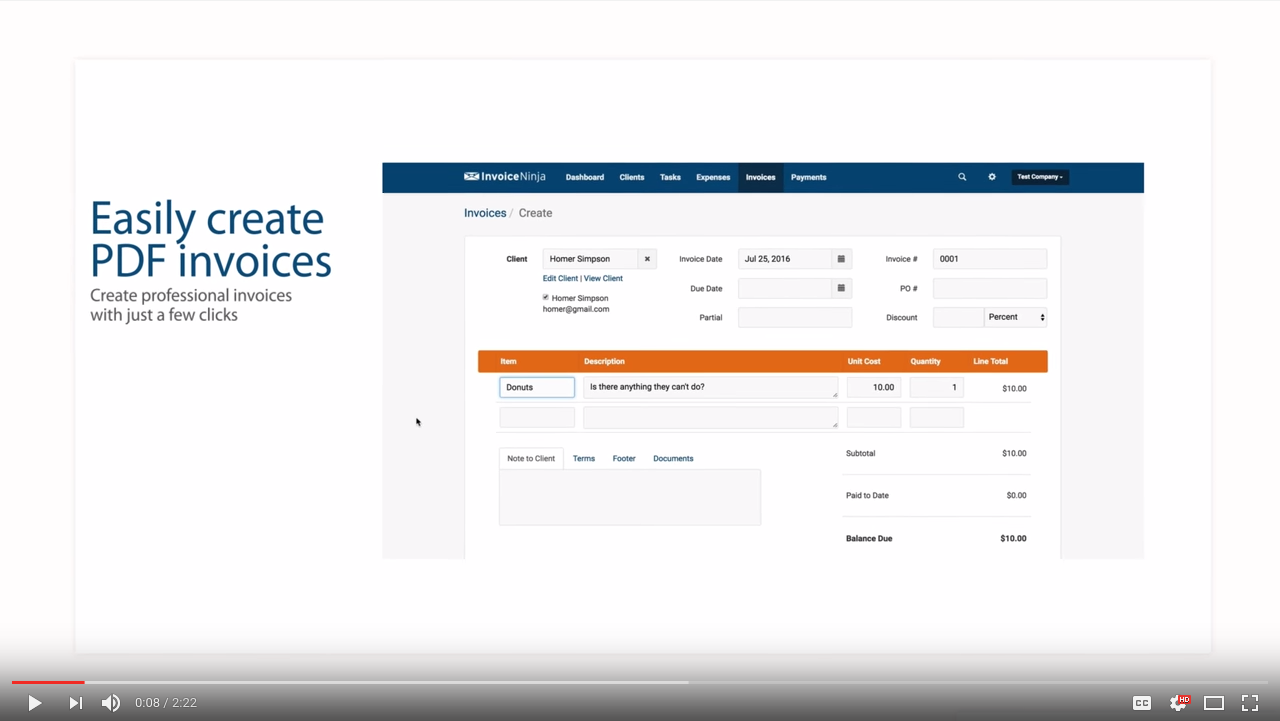 InvoiceNinja Dashboard Clients Tasks Expenses Invoices Payments Test Company
Easily create
PDF invoices
Create professional invoices
with just a few clicks
Invoices / Create
Client Homer Simpson Invoice Date Jul 25, 2016 Invoice # 0001
Edit Client | View Client
Due Date PO #
Homer Simpson
homer@gmail.com
Partial Discount Percent
Item Description Unit Cost Quantity Line Total
Donuts Is there anything they can't do? 10.00 1 $10.00
Note to Client Terms Footer Documents
Subtotal $10.00
Paid to Date $0.00
Balance Due $10.00
0:08 / 2:22 CC HD